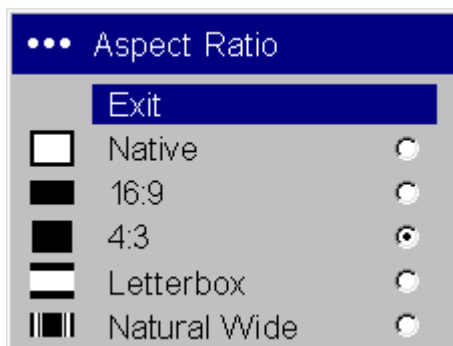 Aspect Ratio
Exit
Native
16:9
4:3
Letterbox
Natural Wide